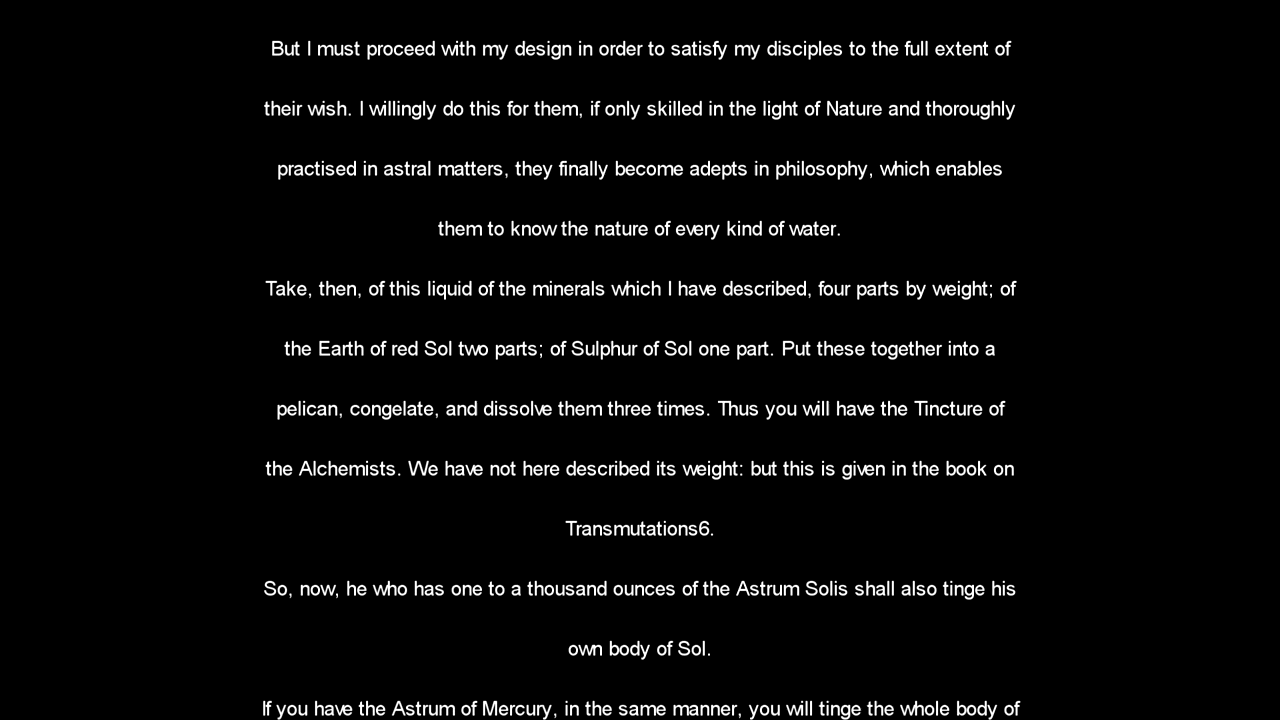 But I must proceed with my design in order to satisfy my disciples to the full extent of
their wish. I willingly do this for them, if only skilled in the light of Nature and thoroughly
practised in astral matters, they finally become adepts in philosophy, which enables
them to know the nature of every kind of water.
Take, then, of this liquid of the minerals which I have described, four parts by weight; of
the Earth of red Sol two parts; of Sulphur of Sol one part. Put these together into a
pelican, congelate, and dissolve them three times. Thus you will have the Tincture of
the Alchemists. We have not here described its weight: but this is given in the book on
Transmutations6.
So, now, he who has one to a thousand ounces of the Astrum Solis shall also tinge his
own body of Sol.
If you have the Astrum of Mercury, in the same manner, you will tinge the whole body of